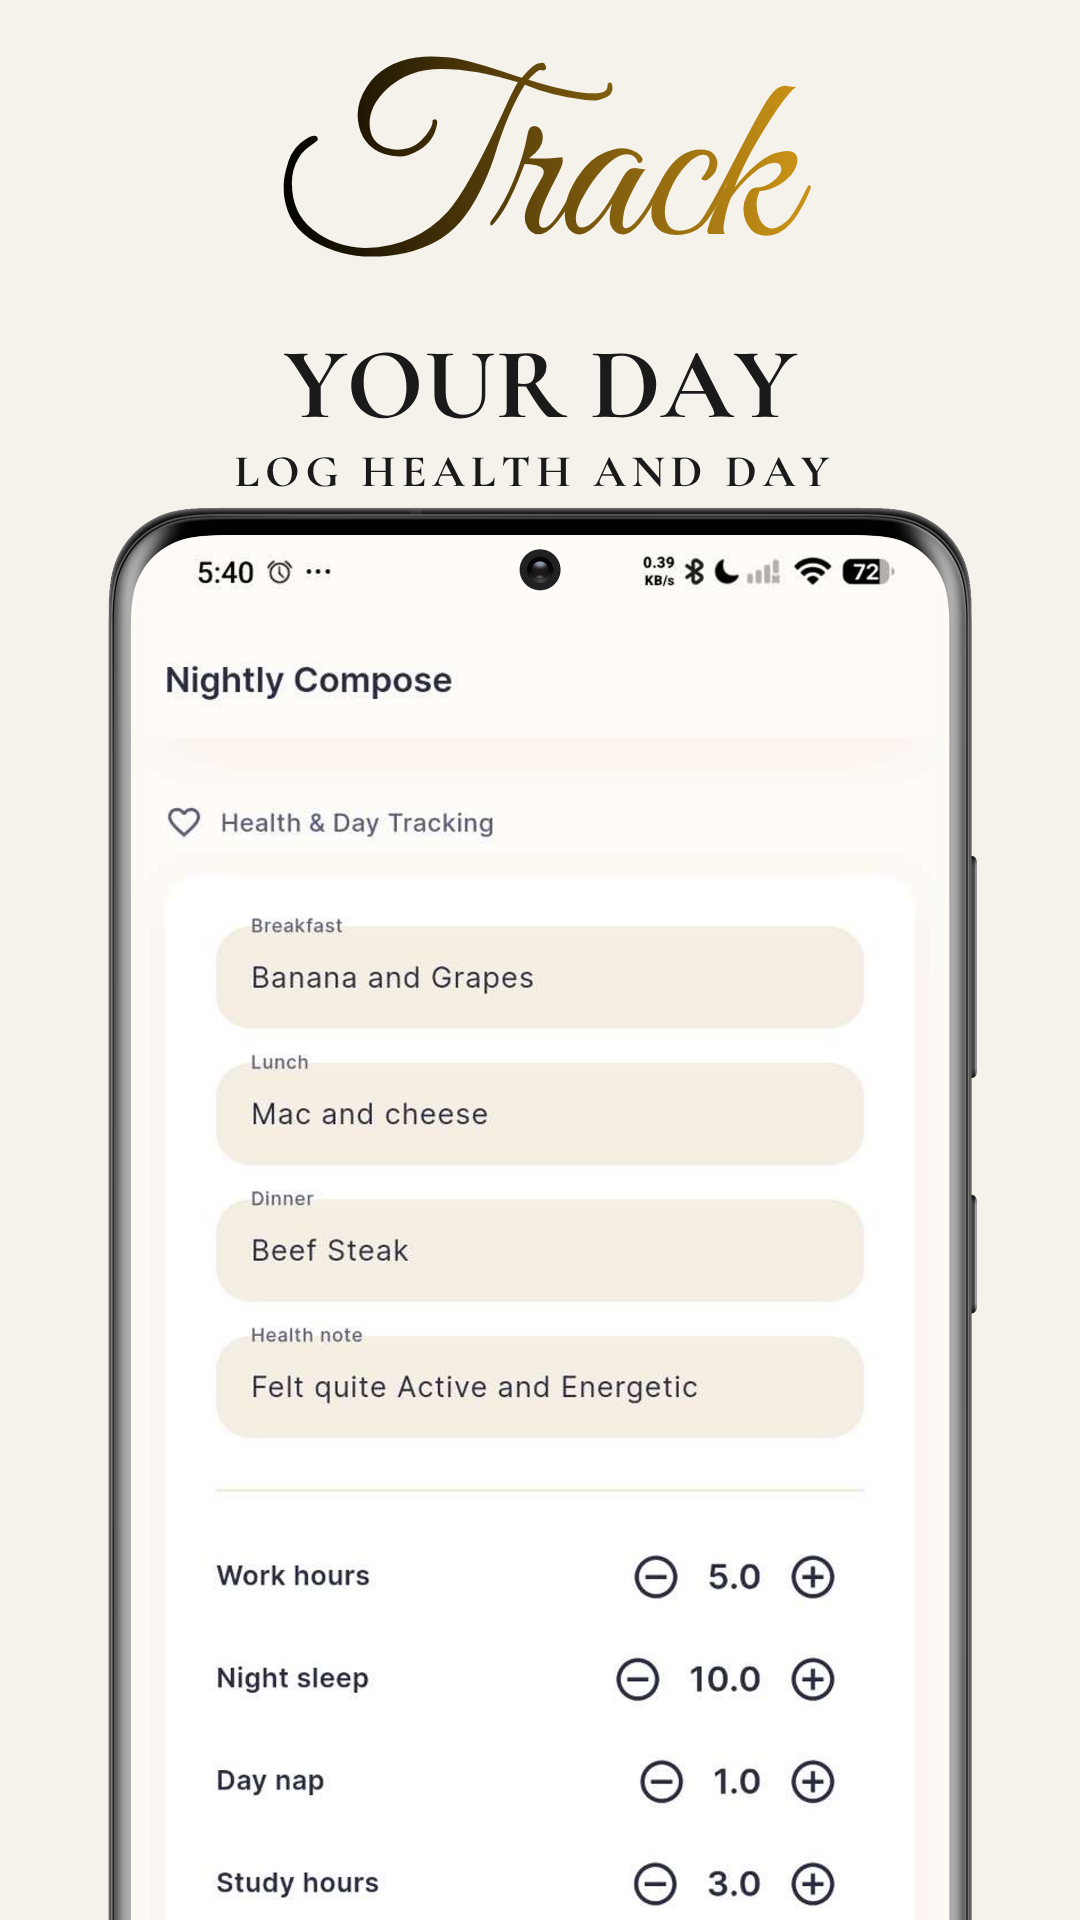 Track
YOUR DAY
LOG HEALTH AND DAY
5:40 ... 0.39 KB/s 72
Nightly Compose
Health & Day Tracking
Breakfast
Banana and Grapes
Lunch
Mac and cheese
Dinner
Beef Steak
Health note
Felt quite Active and Energetic
Work hours 5.0
Night sleep 10.0
Day nap 1.0
Study hours 3.0